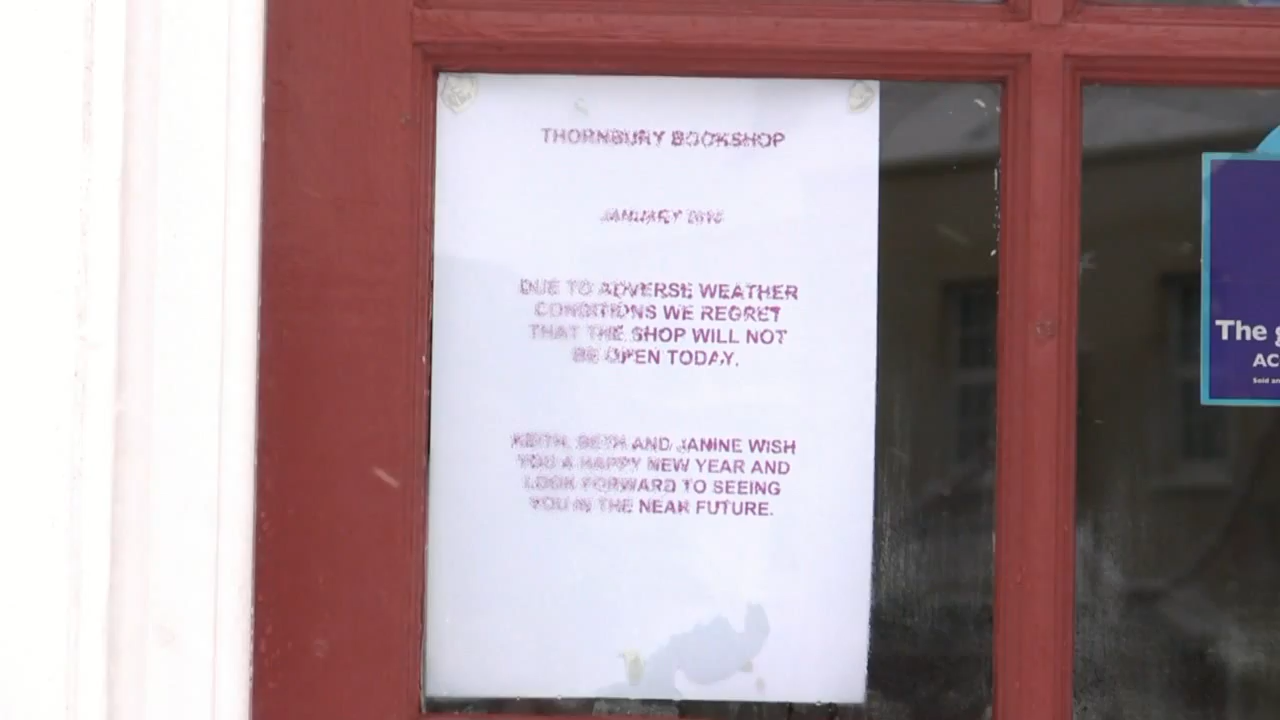 THORNBURY BOOKSHOP
JANUARY
DUE TO ADVERSE WEATHER
CONDITIONS WE REGRET
THAT THE SHOP WILL NOT
BE OPEN TODAY.
KEITH, BETH AND JANINE WISH
YOU A HAPPY NEW YEAR AND
LOOK FORWARD TO SEEING
YOU IN THE NEAR FUTURE.
The
AC
Sold